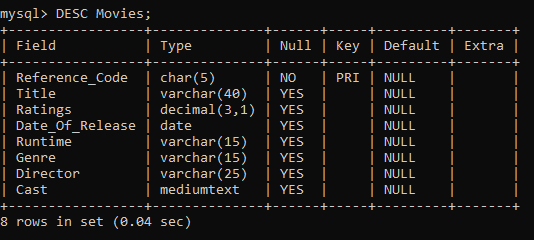 mysql> DESC Movies;
+-----------------+--------------+------+-----+---------+-------+
| Field           | Type         | Null | Key | Default | Extra |
+-----------------+--------------+------+-----+---------+-------+
| Reference_Code  | char(5)      | NO   | PRI | NULL    |       |
| Title           | varchar(40)  | YES  |     | NULL    |       |
| Ratings         | decimal(3,1) | YES  |     | NULL    |       |
| Date_Of_Release | date         | YES  |     | NULL    |       |
| Runtime         | varchar(15)  | YES  |     | NULL    |       |
| Genre           | varchar(15)  | YES  |     | NULL    |       |
| Director        | varchar(25)  | YES  |     | NULL    |       |
| Cast            | mediumtext   | YES  |     | NULL    |       |
+-----------------+--------------+------+-----+---------+-------+
8 rows in set (0.04 sec)